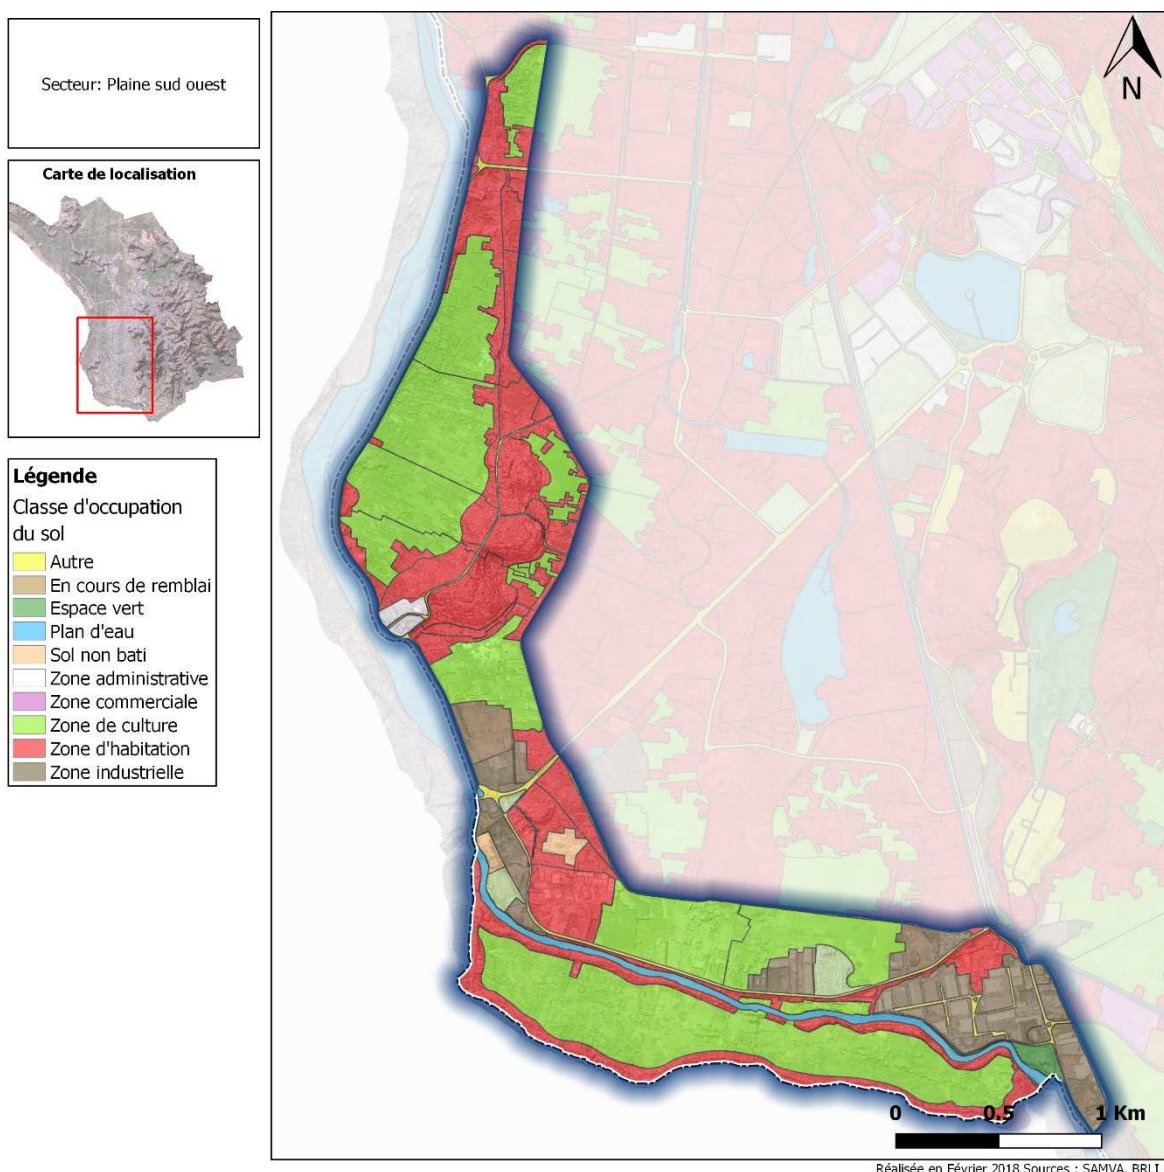 Secteur: Plaine sud ouest
Carte de localisation
Légende
Classe d'occupation
du sol
Autre
En cours de remblai
Espace vert
Plan d'eau
Sol non bati
Zone administrative
Zone commerciale
Zone de culture
Zone d'habitation
Zone industrielle
N
0 0.5 1 Km
Réalisée en Février 2018 Sources : SAMVA, BRLI